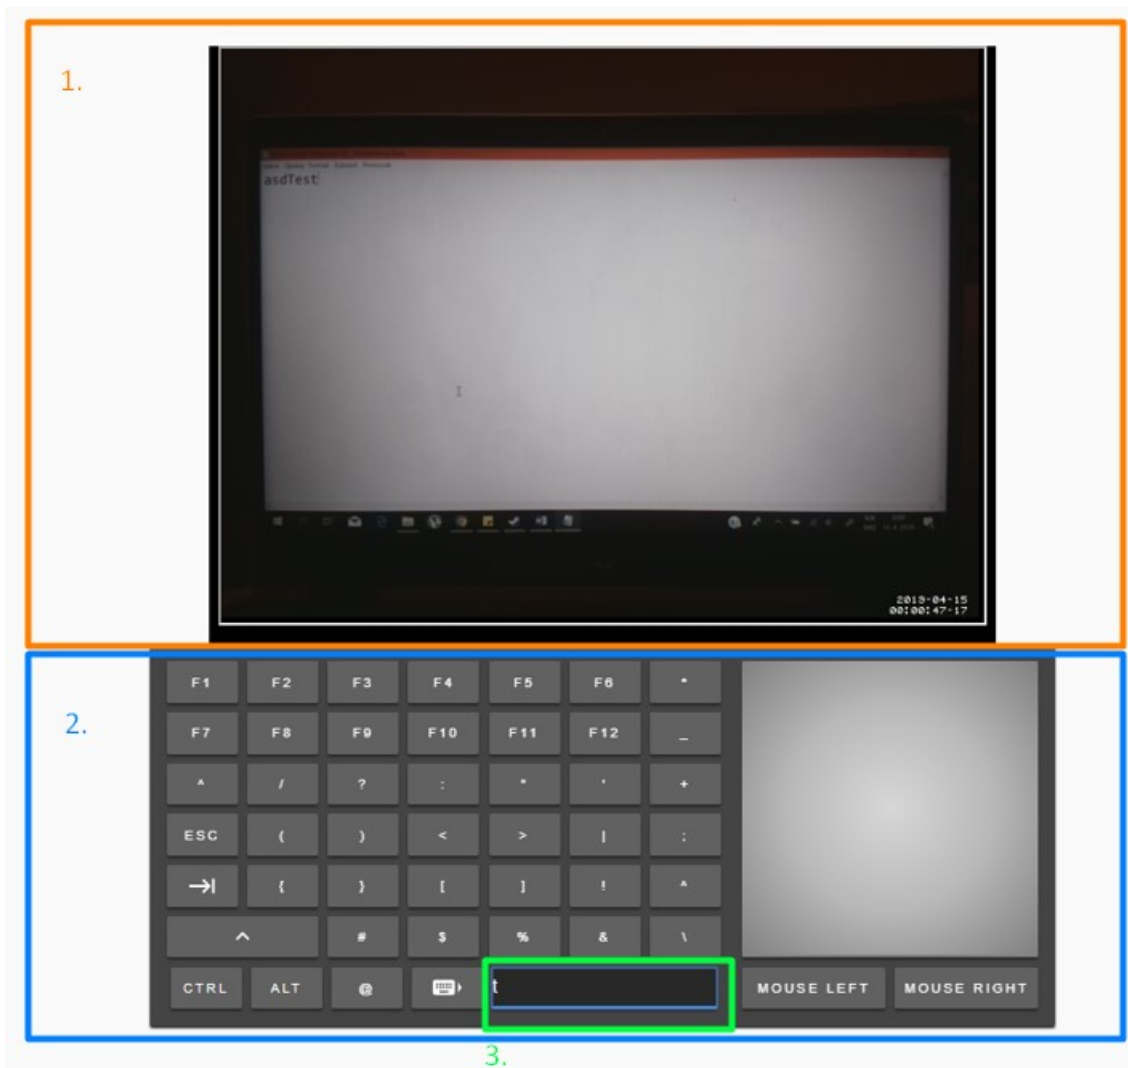 1.
asdTest
2019-04-15
00:00:47-17
2.
F1 F2 F3 F4 F5 F6 *
F7 F8 F9 F10 F11 F12 _
^ / ? : " ' +
ESC ( ) < > | ;
{ } [ ] ! ^
# $ % & \
CTRL ALT @ t MOUSE LEFT MOUSE RIGHT
3.